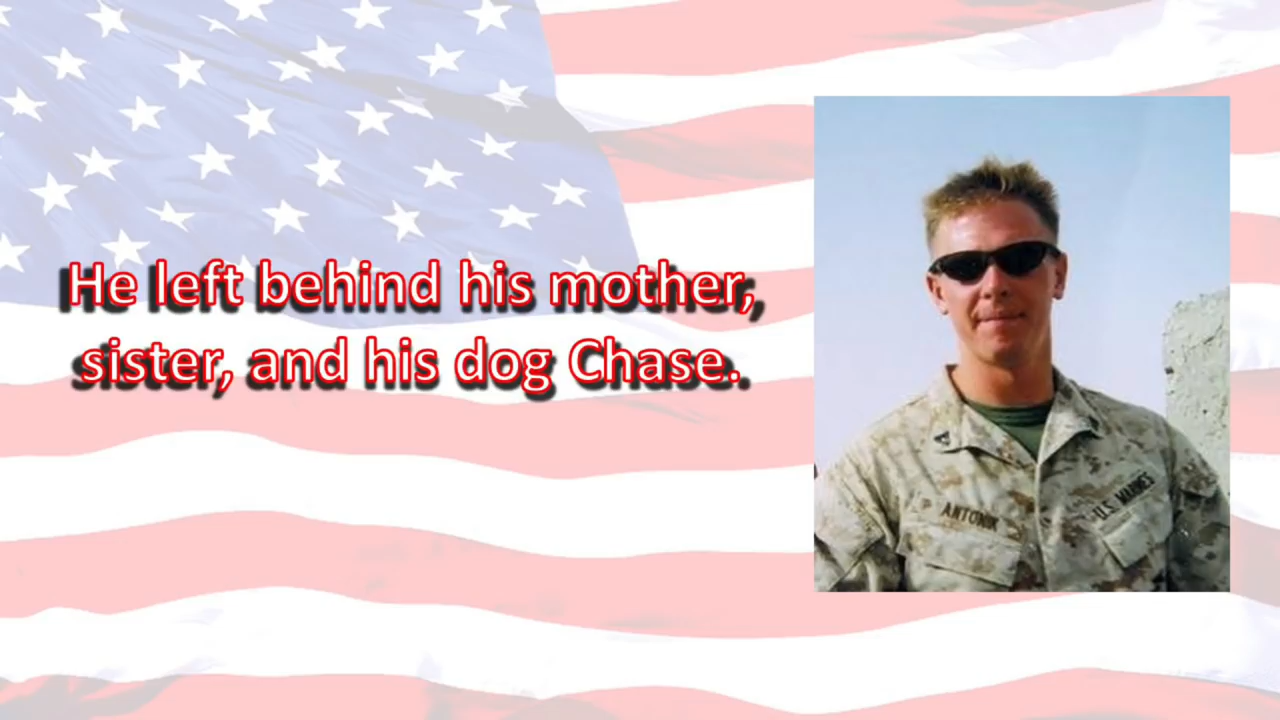 He left behind his mother,
sister, and his dog Chase.
ANTONIK
U.S. MARINES